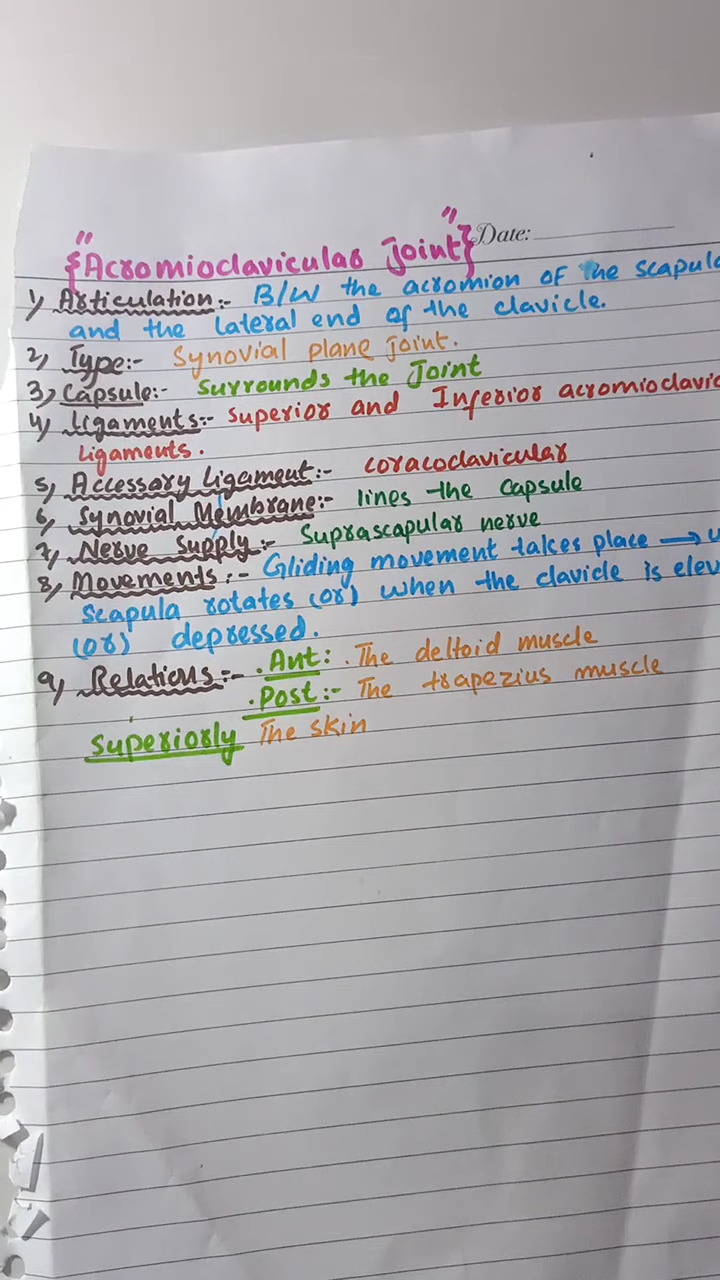 "{Acromioclavicular Joint}"
Date:
1) Articulation:- B/W the acromion of the scapula
and the lateral end of the clavicle.
2) Type:- Synovial plane joint.
3) Capsule:- Surrounds the Joint
4) Ligaments:- Superior and Inferior acromioclavic
Ligaments.
5) Accessory Ligament:- Coracoclavicular
6) Synovial Membrane:- lines the capsule
7) Nerve Supply:- Suprascapular nerve
8) Movements:- Gliding movement takes place →
Scapula rotates (or) when the clavicle is elev
(or) depressed.
9) Relations:- .Ant: .The deltoid muscle
.Post:- The trapezius muscle
Superiorly The skin